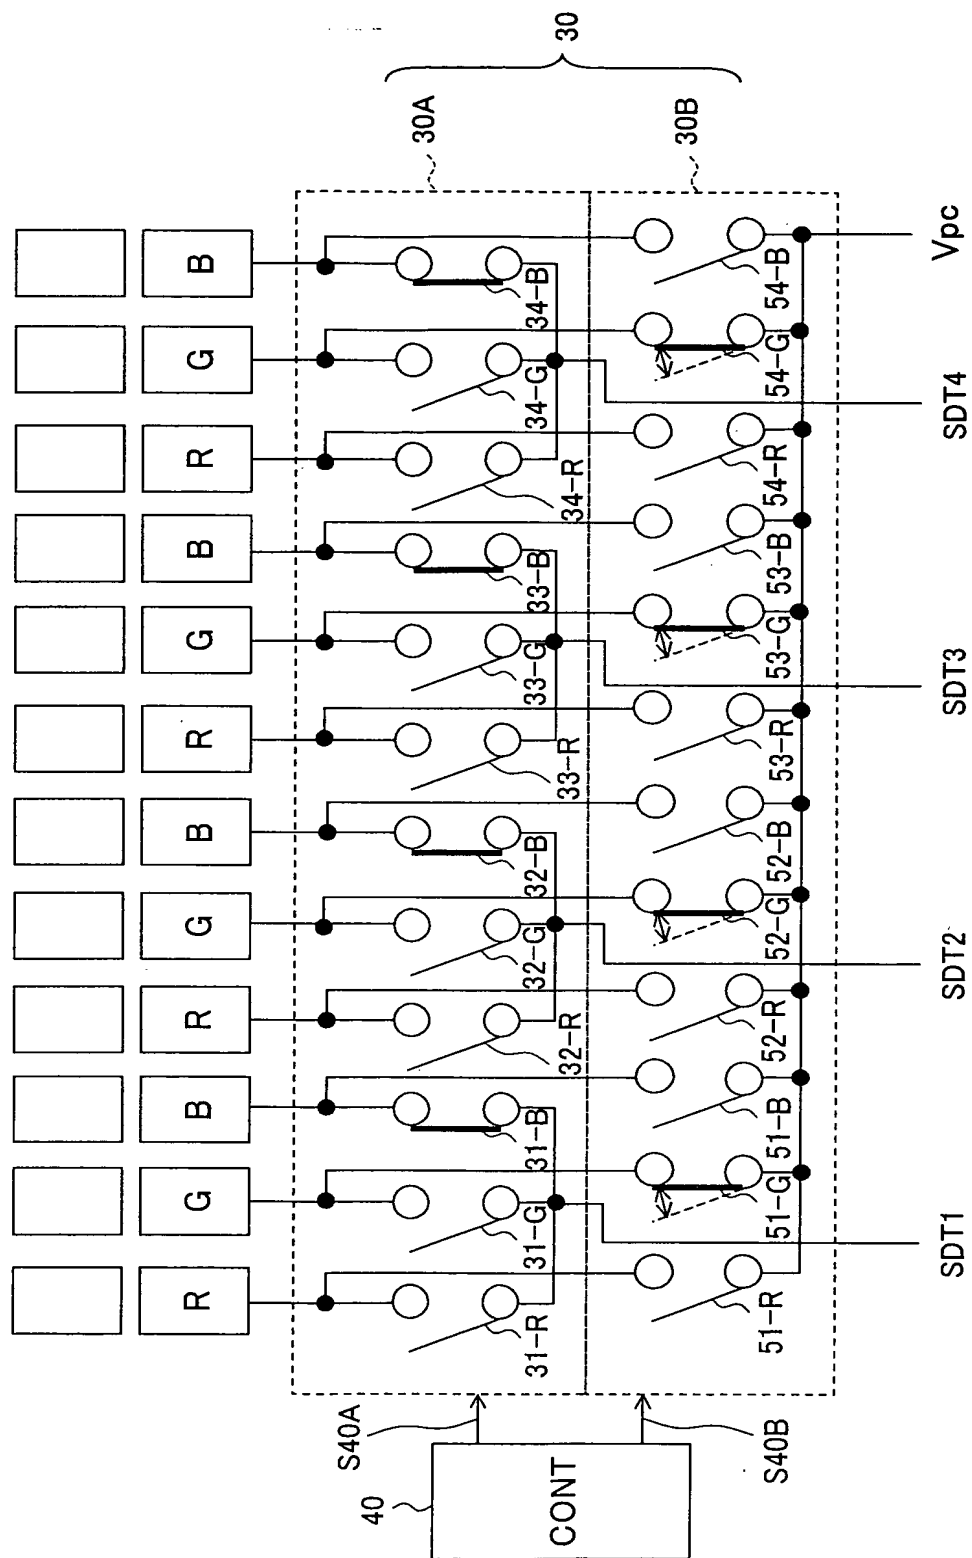 30
30A
30B
R G B R G B R G B R G B
31-R 31-G 31-B 32-R 32-G 32-B 33-R 33-G 33-B 34-R 34-G 34-B
51-R 51-G 51-B 52-R 52-G 52-B 53-R 53-G 53-B 54-R 54-G 54-B
40
CONT
S40A
S40B
SDT1 SDT2 SDT3 SDT4 Vpc